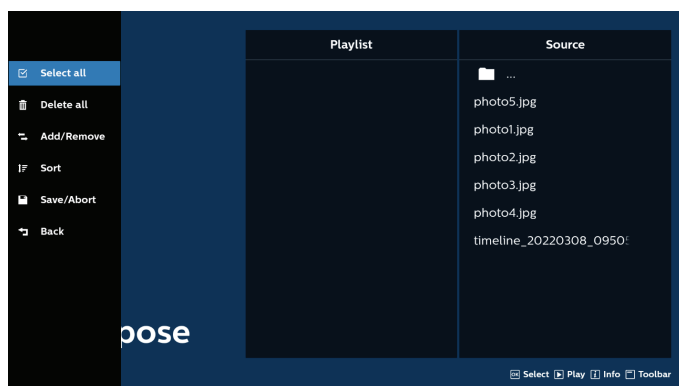 Select all
Delete all
Add/Remove
Sort
Save/Abort
Back
pose
Playlist
Source
...
photo5.jpg
photo1.jpg
photo2.jpg
photo3.jpg
photo4.jpg
timeline_20220308_0950
OK Select Play i Info Toolbar